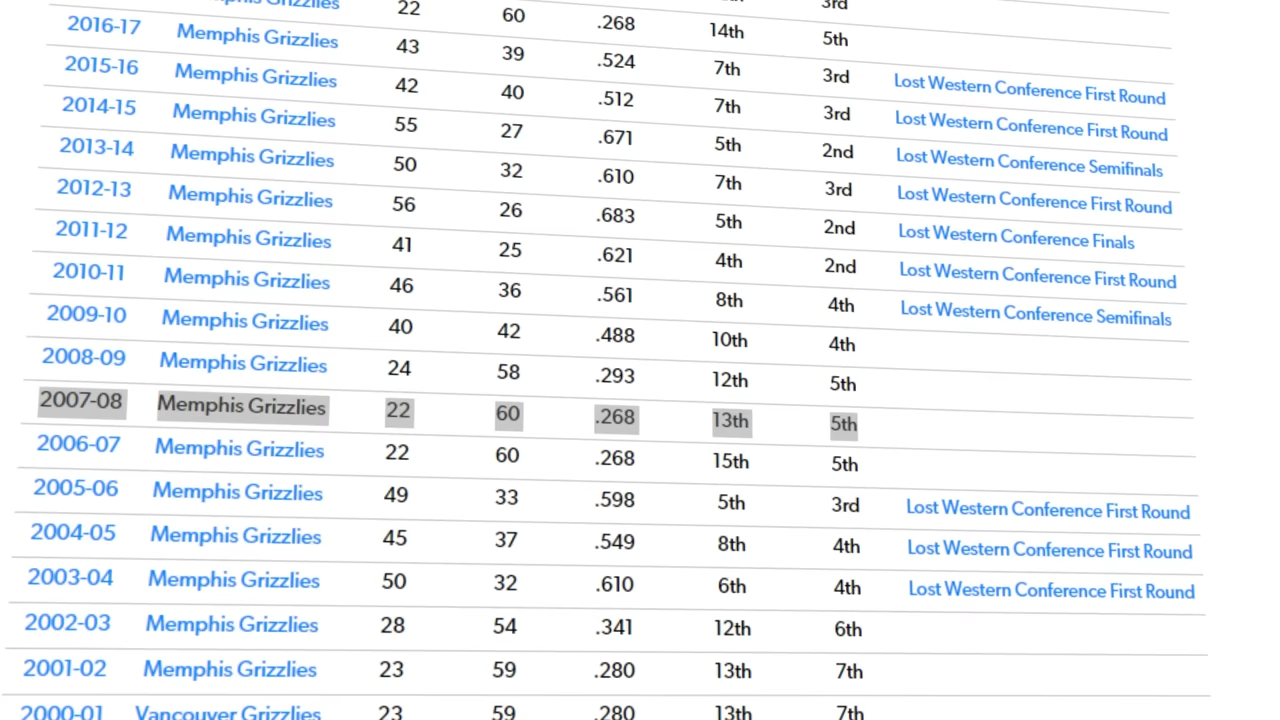 Memphis Grizzlies 22 60 .268 14th 5th
2016-17 Memphis Grizzlies 43 39 .524 7th 3rd Lost Western Conference First Round
2015-16 Memphis Grizzlies 42 40 .512 7th 3rd Lost Western Conference First Round
2014-15 Memphis Grizzlies 55 27 .671 5th 2nd Lost Western Conference Semifinals
2013-14 Memphis Grizzlies 50 32 .610 7th 3rd Lost Western Conference First Round
2012-13 Memphis Grizzlies 56 26 .683 5th 2nd Lost Western Conference Finals
2011-12 Memphis Grizzlies 41 25 .621 4th 2nd Lost Western Conference First Round
2010-11 Memphis Grizzlies 46 36 .561 8th 4th Lost Western Conference Semifinals
2009-10 Memphis Grizzlies 40 42 .488 10th 4th
2008-09 Memphis Grizzlies 24 58 .293 12th 5th
2007-08 Memphis Grizzlies 22 60 .268 13th 5th
2006-07 Memphis Grizzlies 22 60 .268 15th 5th
2005-06 Memphis Grizzlies 49 33 .598 5th 3rd Lost Western Conference First Round
2004-05 Memphis Grizzlies 45 37 .549 8th 4th Lost Western Conference First Round
2003-04 Memphis Grizzlies 50 32 .610 6th 4th Lost Western Conference First Round
2002-03 Memphis Grizzlies 28 54 .341 12th 6th
2001-02 Memphis Grizzlies 23 59 .280 13th 7th
2000-01 Vancouver Grizzlies 23 59 .280 13th 7th